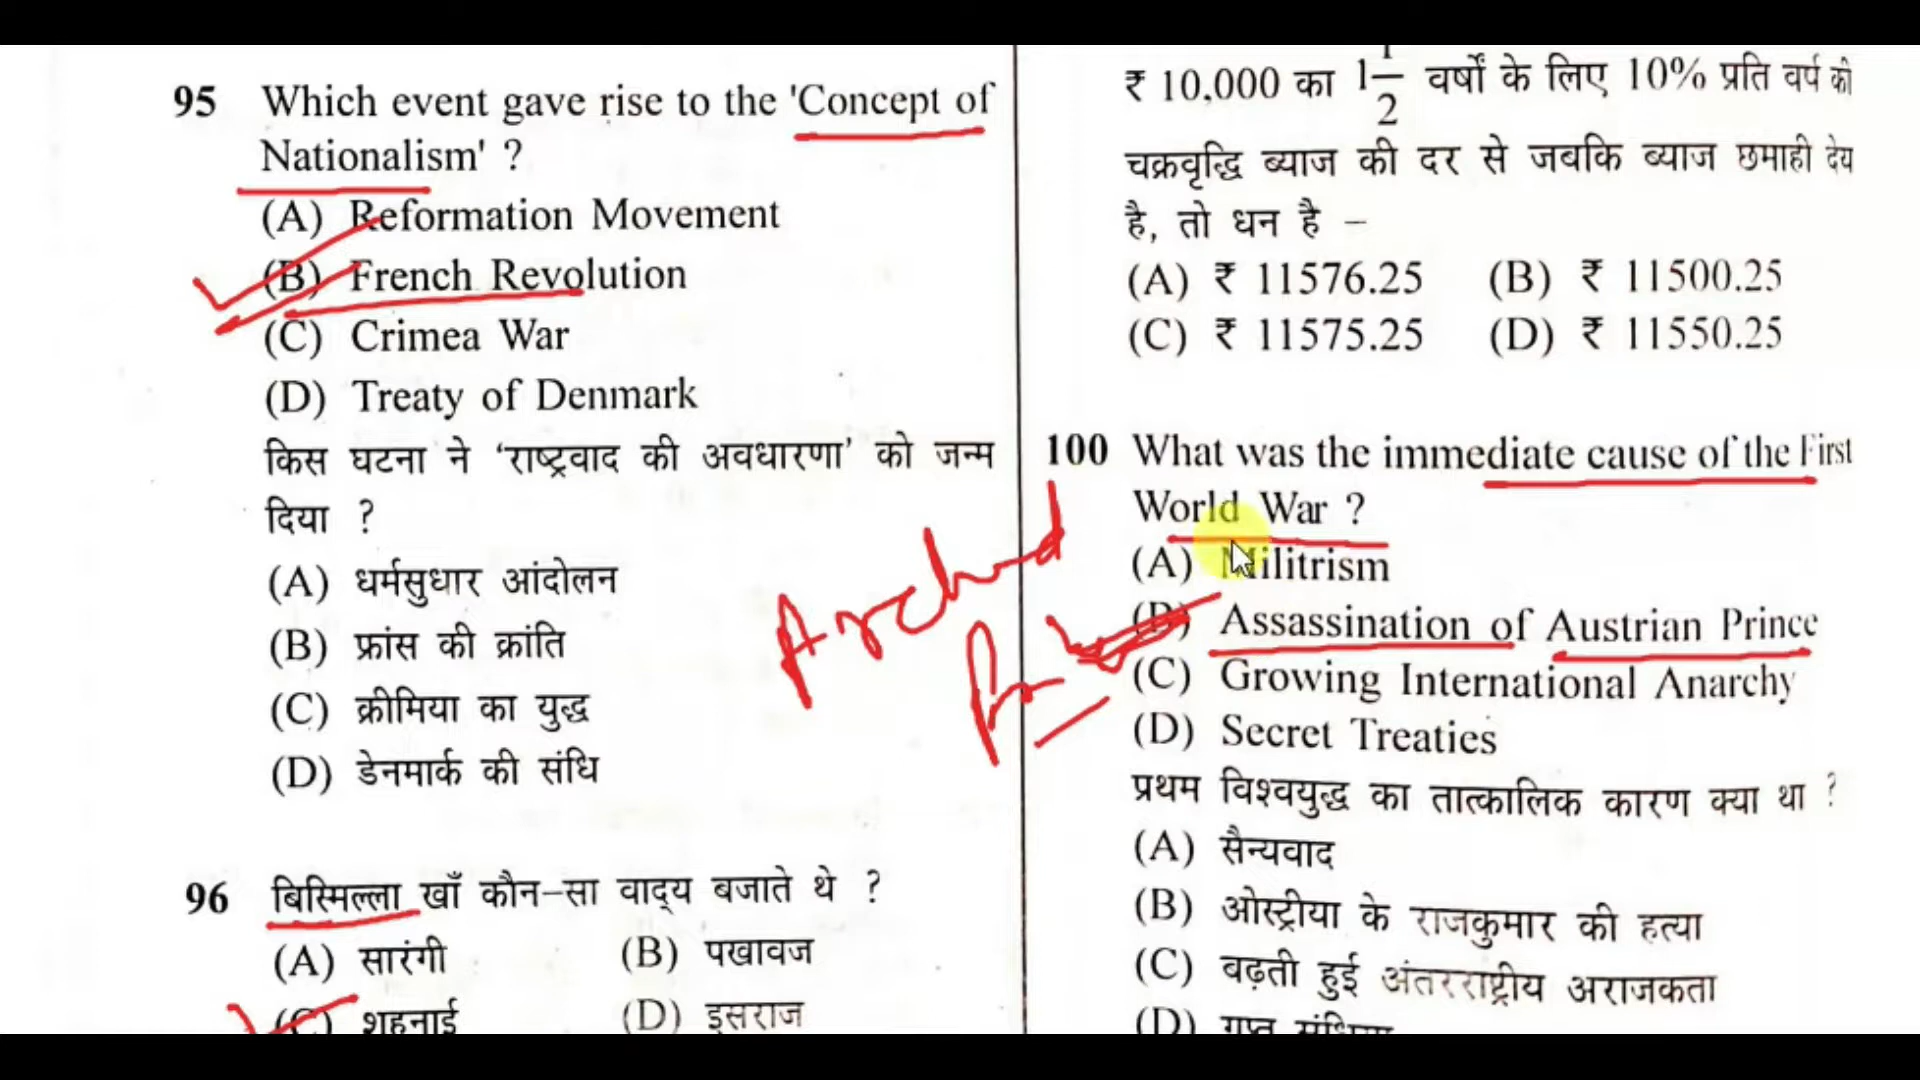 95 Which event gave rise to the 'Concept of
Nationalism' ?
(A) Reformation Movement
(B) French Revolution
(C) Crimea War
(D) Treaty of Denmark
किस घटना ने ‘राष्ट्रवाद की अवधारणा’ को जन्म
दिया ?
(A) धर्मसुधार आंदोलन
(B) फ्रांस की क्रांति
(C) क्रीमिया का युद्ध
(D) डेनमार्क की संधि
96 बिस्मिल्ला खाँ कौन-सा वाद्य बजाते थे ?
(A) सारंगी (B) पखावज
(C) शहनाई (D) इसराज
₹ 10,000 का 1 1/2 वर्षों के लिए 10% प्रति वर्ष की
चक्रवृद्धि ब्याज की दर से जबकि ब्याज छमाही देय
है, तो धन है –
(A) ₹ 11576.25 (B) ₹ 11500.25
(C) ₹ 11575.25 (D) ₹ 11550.25
100 What was the immediate cause of the First
World War ?
(A) Militrism
(B) Assassination of Austrian Prince
(C) Growing International Anarchy
(D) Secret Treaties
प्रथम विश्वयुद्ध का तात्कालिक कारण क्या था ?
(A) सैन्यवाद
(B) ओस्ट्रीया के राजकुमार की हत्या
(C) बढ़ती हुई अंतरराष्ट्रीय अराजकता
(D) गुप्त संधियां